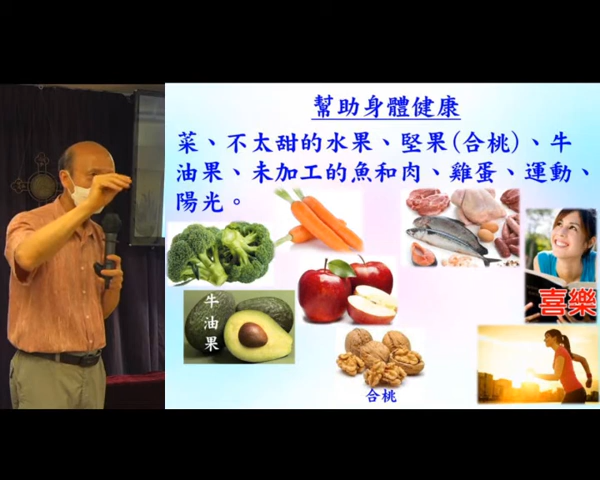 幫助身體健康
菜、不太甜的水果、堅果(合桃)、牛
油果、未加工的魚和肉、雞蛋、運動、
陽光。
牛油果
喜樂
合桃